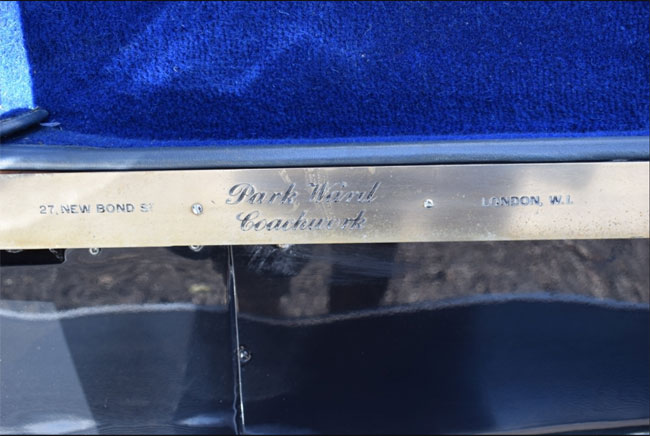 27, NEW BOND ST
Park Ward
Coachwork
LONDON, W.1.